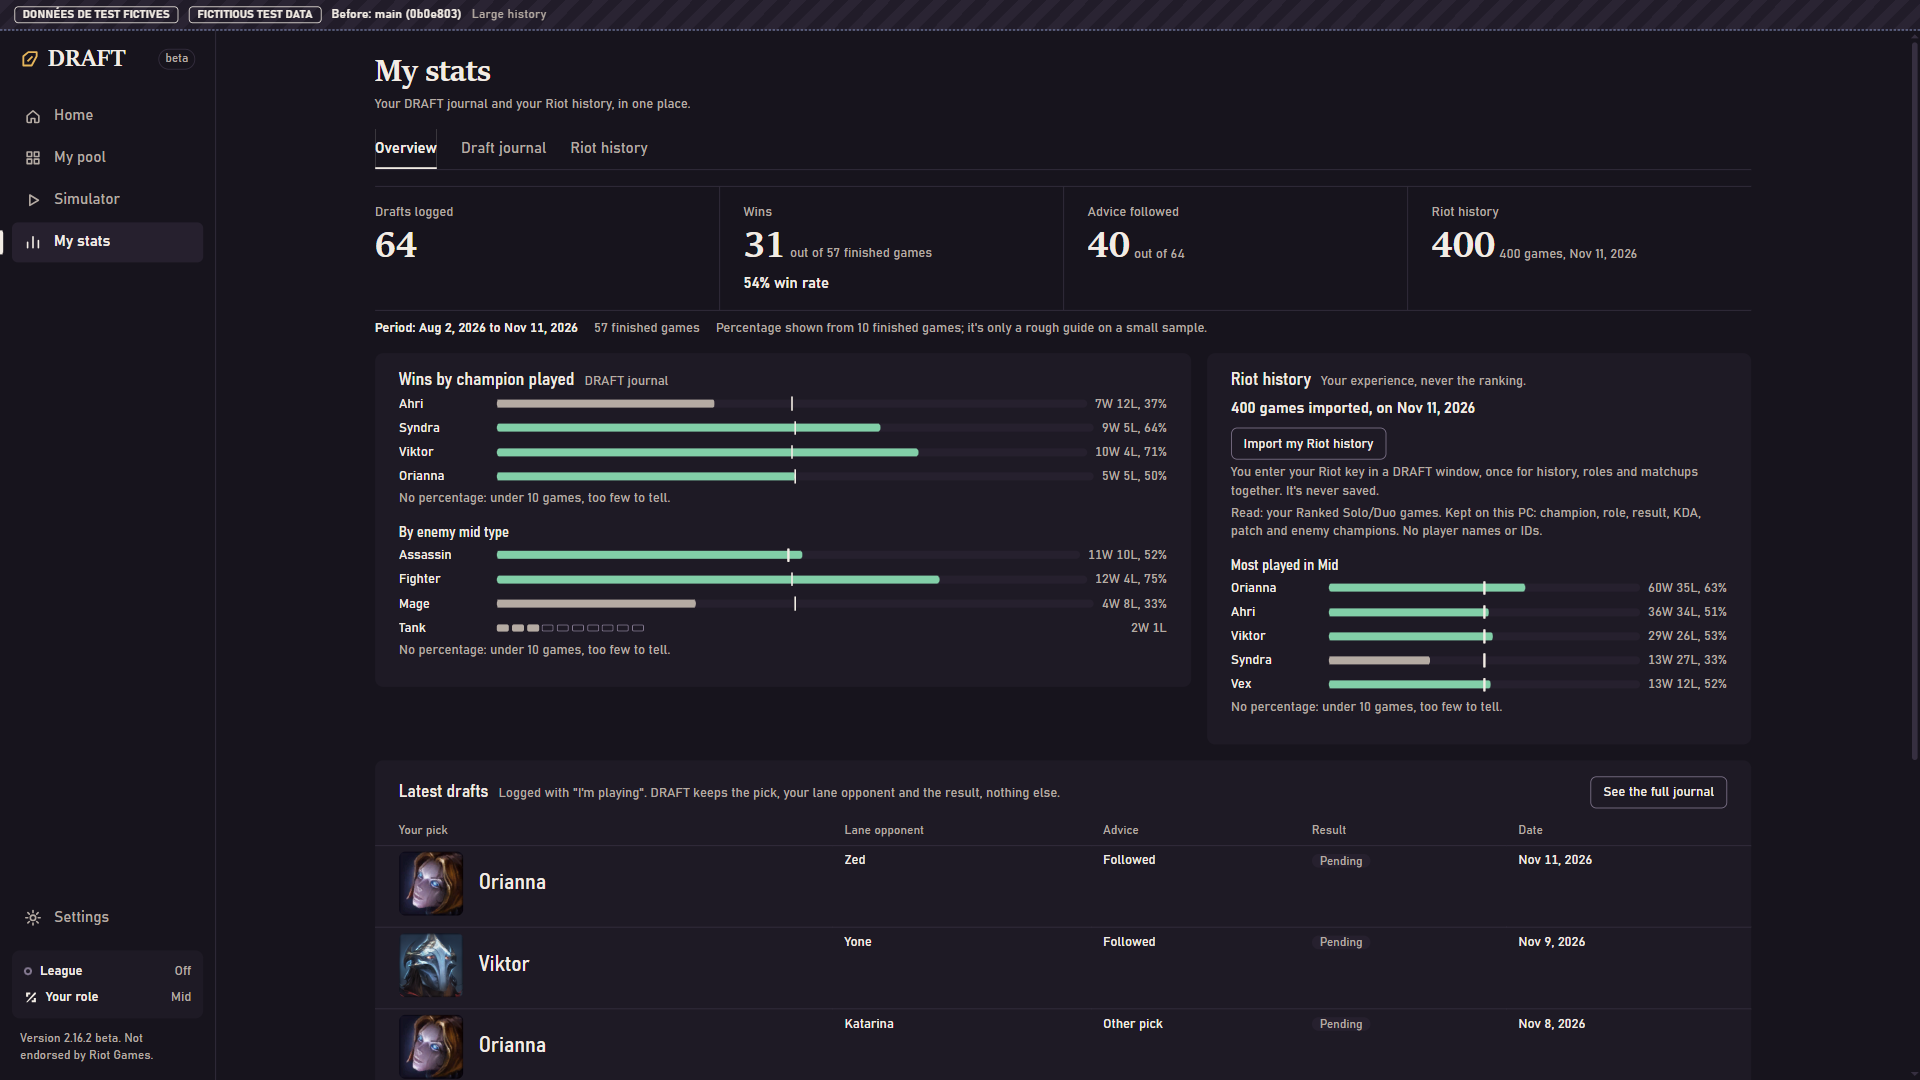 DONNÉES DE TEST FICTIVES FICTITIOUS TEST DATA Before: main (0b0e803) Large history
DRAFT beta
Home
My pool
Simulator
My stats
Settings
League Off
Your role Mid
Version 2.16.2 beta. Not
endorsed by Riot Games.
My stats
Your DRAFT journal and your Riot history, in one place.
Overview Draft journal Riot history
Drafts logged
64
Wins
31 out of 57 finished games
54% win rate
Advice followed
40 out of 64
Riot history
400 400 games, Nov 11, 2026
Period: Aug 2, 2026 to Nov 11, 2026 57 finished games Percentage shown from 10 finished games; it's only a rough guide on a small sample.
Wins by champion played DRAFT journal
Ahri 7W 12L, 37%
Syndra 9W 5L, 64%
Viktor 10W 4L, 71%
Orianna 5W 5L, 50%
No percentage: under 10 games, too few to tell.
By enemy mid type
Assassin 11W 10L, 52%
Fighter 12W 4L, 75%
Mage 4W 8L, 33%
Tank 2W 1L
No percentage: under 10 games, too few to tell.
Riot history Your experience, never the ranking.
400 games imported, on Nov 11, 2026
Import my Riot history
You enter your Riot key in a DRAFT window, once for history, roles and matchups
together. It's never saved.
Read: your Ranked Solo/Duo games. Kept on this PC: champion, role, result, KDA,
patch and enemy champions. No player names or IDs.
Most played in Mid
Orianna 60W 35L, 63%
Ahri 36W 34L, 51%
Viktor 29W 26L, 53%
Syndra 13W 27L, 33%
Vex 13W 12L, 52%
No percentage: under 10 games, too few to tell.
Latest drafts Logged with "I'm playing". DRAFT keeps the pick, your lane opponent and the result, nothing else.
See the full journal
Your pick Lane opponent Advice Result Date
Orianna Zed Followed Pending Nov 11, 2026
Viktor Yone Followed Pending Nov 9, 2026
Orianna Katarina Other pick Pending Nov 8, 2026